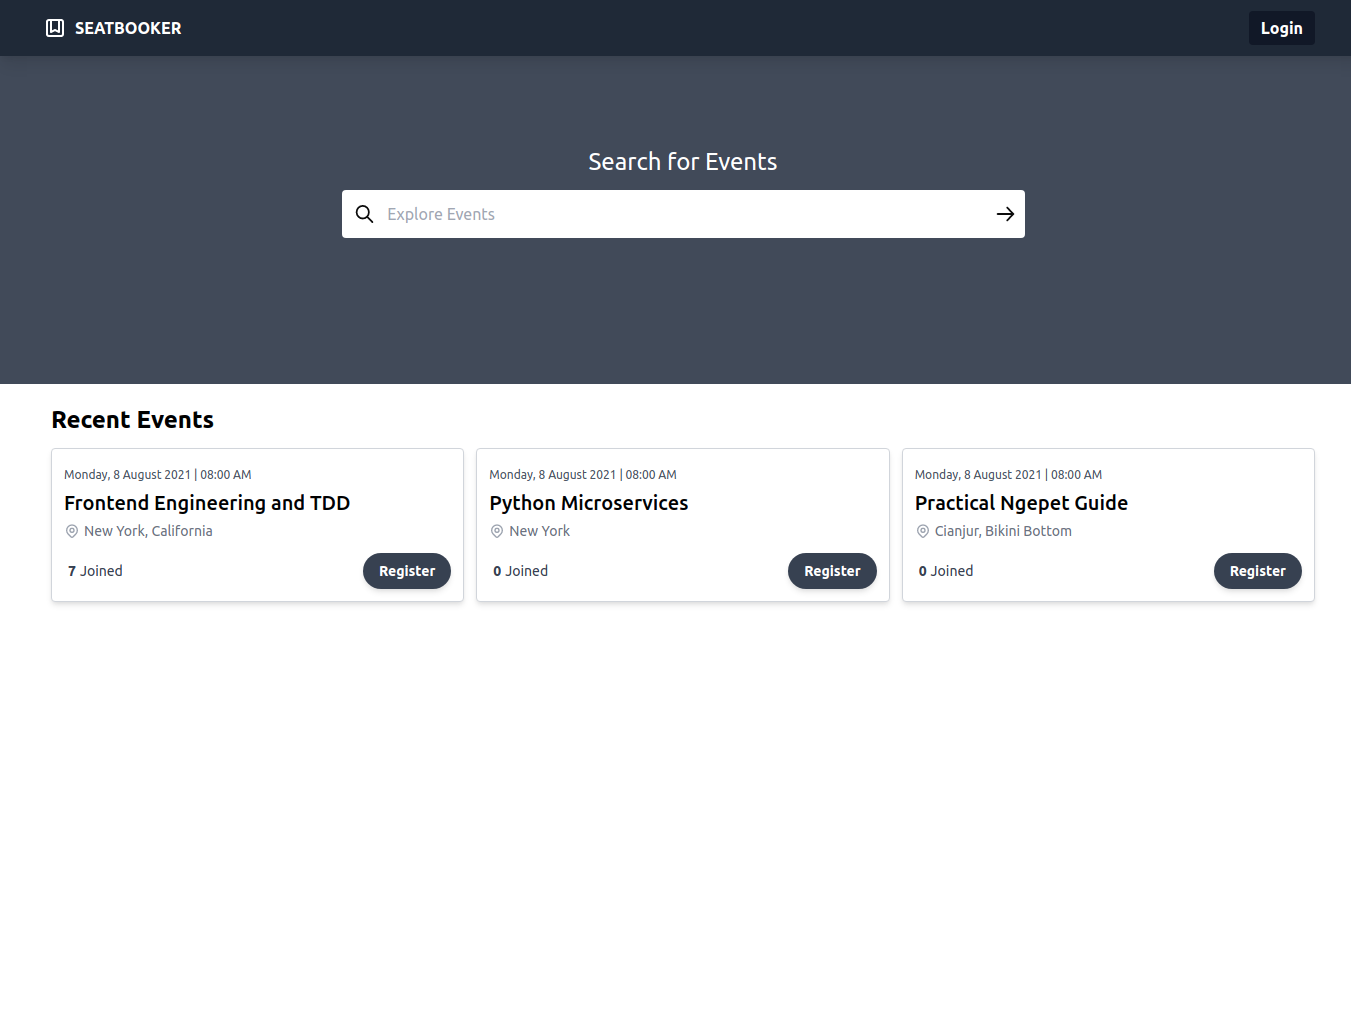 SEATBOOKER
Login
Search for Events
Explore Events
Recent Events
Monday, 8 August 2021 | 08:00 AM
Frontend Engineering and TDD
New York, California
7 Joined
Register
Monday, 8 August 2021 | 08:00 AM
Python Microservices
New York
0 Joined
Register
Monday, 8 August 2021 | 08:00 AM
Practical Ngepet Guide
Cianjur, Bikini Bottom
0 Joined
Register